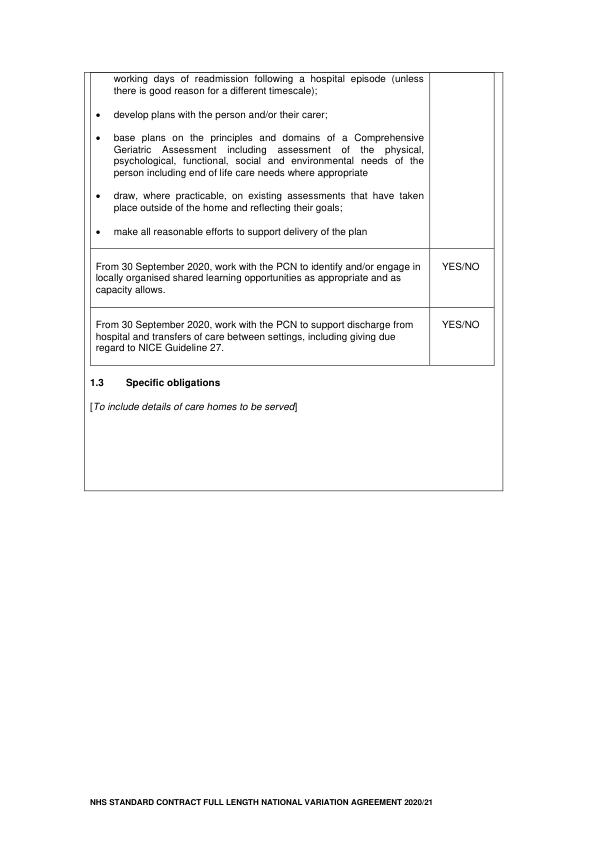 working days of readmission following a hospital episode (unless
there is good reason for a different timescale);
• develop plans with the person and/or their carer;
• base plans on the principles and domains of a Comprehensive
Geriatric Assessment including assessment of the physical,
psychological, functional, social and environmental needs of the
person including end of life care needs where appropriate
• draw, where practicable, on existing assessments that have taken
place outside of the home and reflecting their goals;
• make all reasonable efforts to support delivery of the plan
From 30 September 2020, work with the PCN to identify and/or engage in
locally organised shared learning opportunities as appropriate and as
capacity allows.
YES/NO
From 30 September 2020, work with the PCN to support discharge from
hospital and transfers of care between settings, including giving due
regard to NICE Guideline 27.
YES/NO
1.3 Specific obligations
[To include details of care homes to be served]
NHS STANDARD CONTRACT FULL LENGTH NATIONAL VARIATION AGREEMENT 2020/21